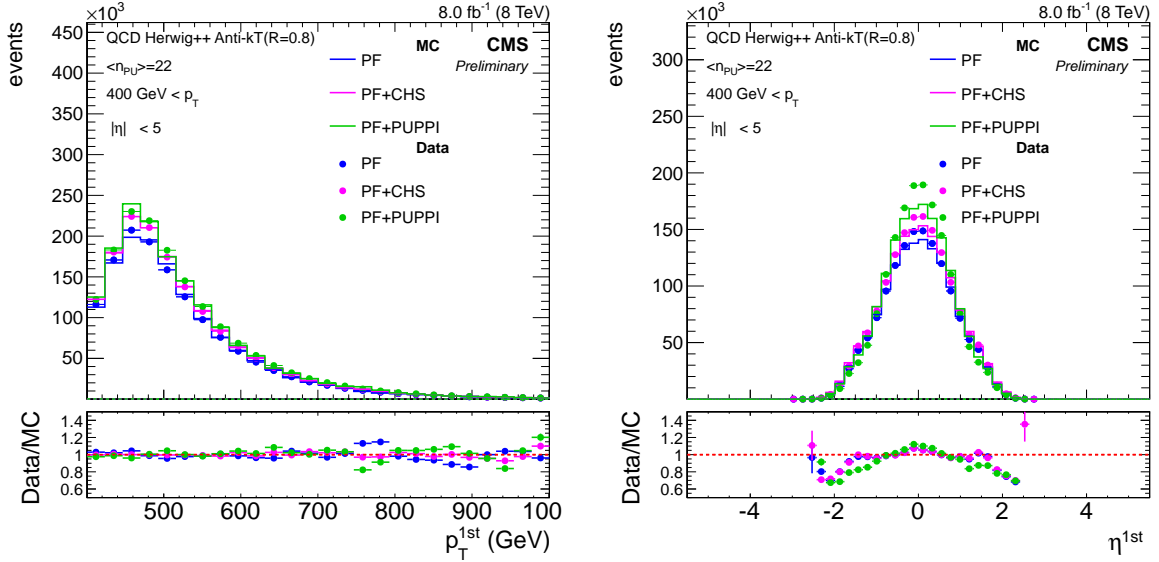 ×10³
8.0 fb⁻¹ (8 TeV)
events
450
400
350
300
250
200
150
100
50
QCD Herwig++ Anti-kT(R=0.8)
<n_PU>=22
400 GeV < p_T
|η| < 5
MC
CMS
Preliminary
PF
PF+CHS
PF+PUPPI
Data
PF
PF+CHS
PF+PUPPI
Data/MC
1.4
1.2
1
0.8
0.6
500 600 700 800 900 100
p_T^1st (GeV)
×10³
8.0 fb⁻¹ (8 TeV)
events
300
250
200
150
100
50
QCD Herwig++ Anti-kT(R=0.8)
<n_PU>=22
400 GeV < p_T
|η| < 5
MC
CMS
Preliminary
PF
PF+CHS
PF+PUPPI
Data
PF
PF+CHS
PF+PUPPI
Data/MC
1.4
1.2
1
0.8
0.6
-4 -2 0 2 4
η^1st